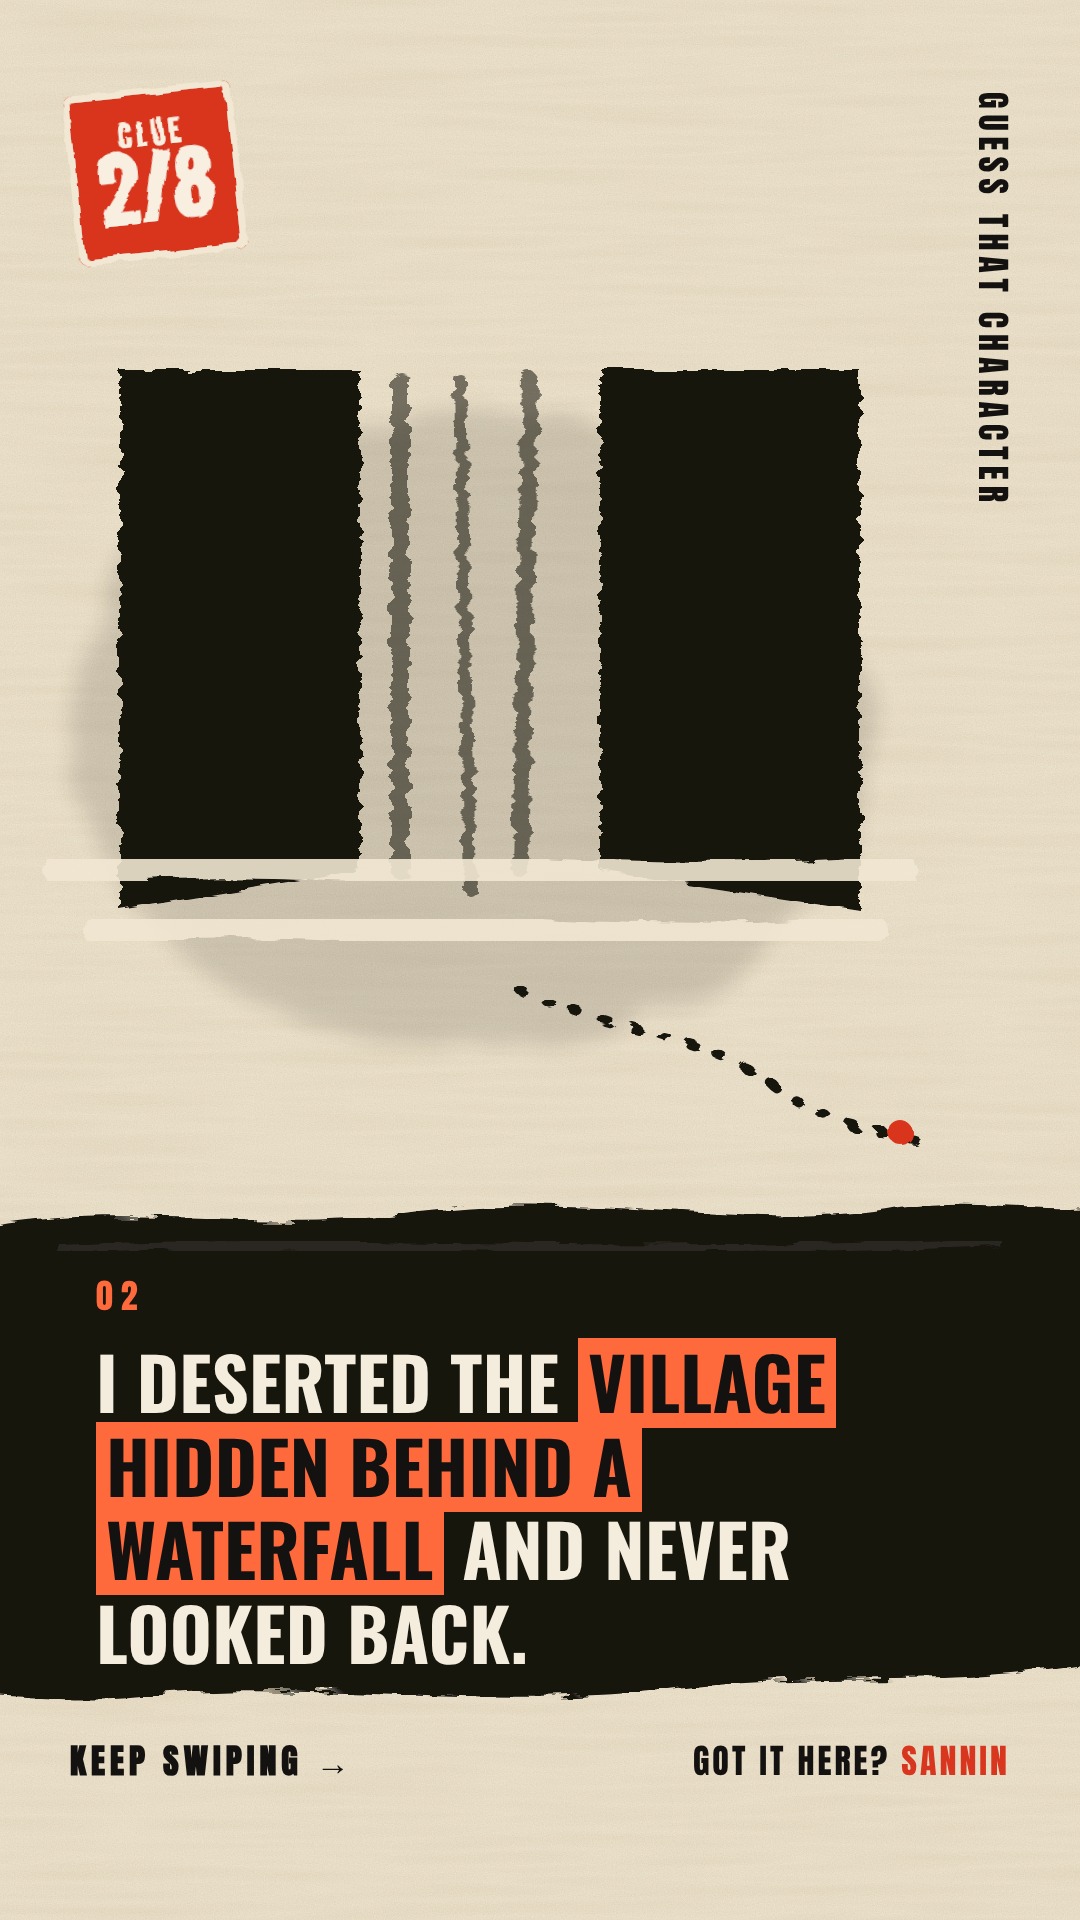 CLUE
2/8
GUESS THAT CHARACTER
02
I DESERTED THE VILLAGE
HIDDEN BEHIND A
WATERFALL AND NEVER
LOOKED BACK.
KEEP SWIPING →
GOT IT HERE? SANNIN